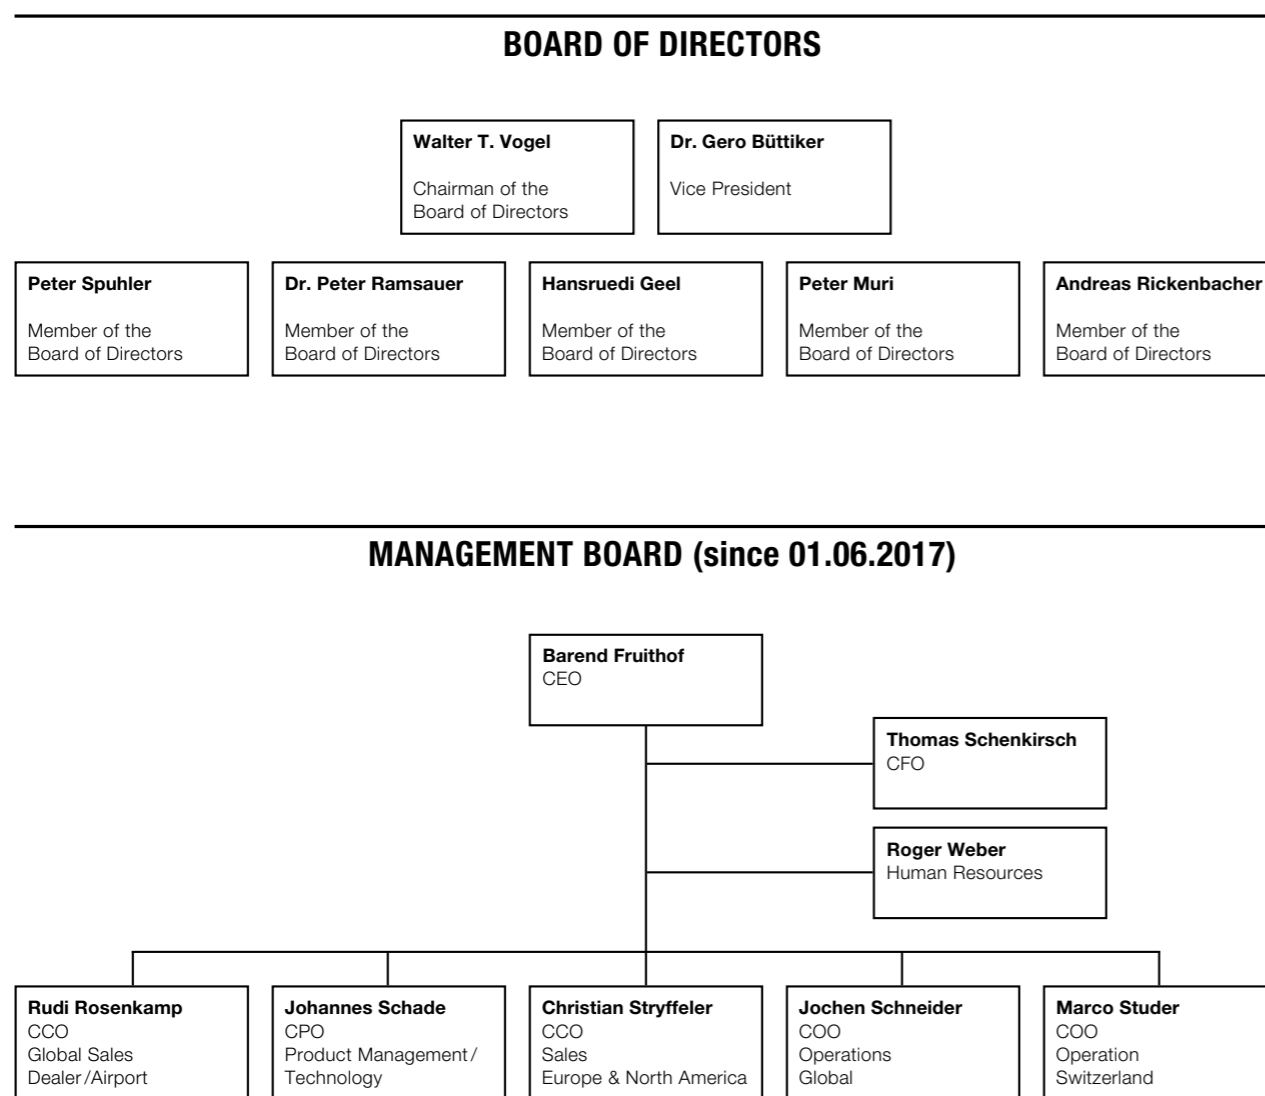 BOARD OF DIRECTORS
Walter T. Vogel
Chairman of the
Board of Directors
Dr. Gero Büttiker
Vice President
Peter Spuhler
Member of the
Board of Directors
Dr. Peter Ramsauer
Member of the
Board of Directors
Hansruedi Geel
Member of the
Board of Directors
Peter Muri
Member of the
Board of Directors
Andreas Rickenbacher
Member of the
Board of Directors
MANAGEMENT BOARD (since 01.06.2017)
Barend Fruithof
CEO
Thomas Schenkirsch
CFO
Roger Weber
Human Resources
Rudi Rosenkamp
CCO
Global Sales
Dealer/Airport
Johannes Schade
CPO
Product Management/
Technology
Christian Stryffeler
CCO
Sales
Europe & North America
Jochen Schneider
COO
Operations
Global
Marco Studer
COO
Operation
Switzerland